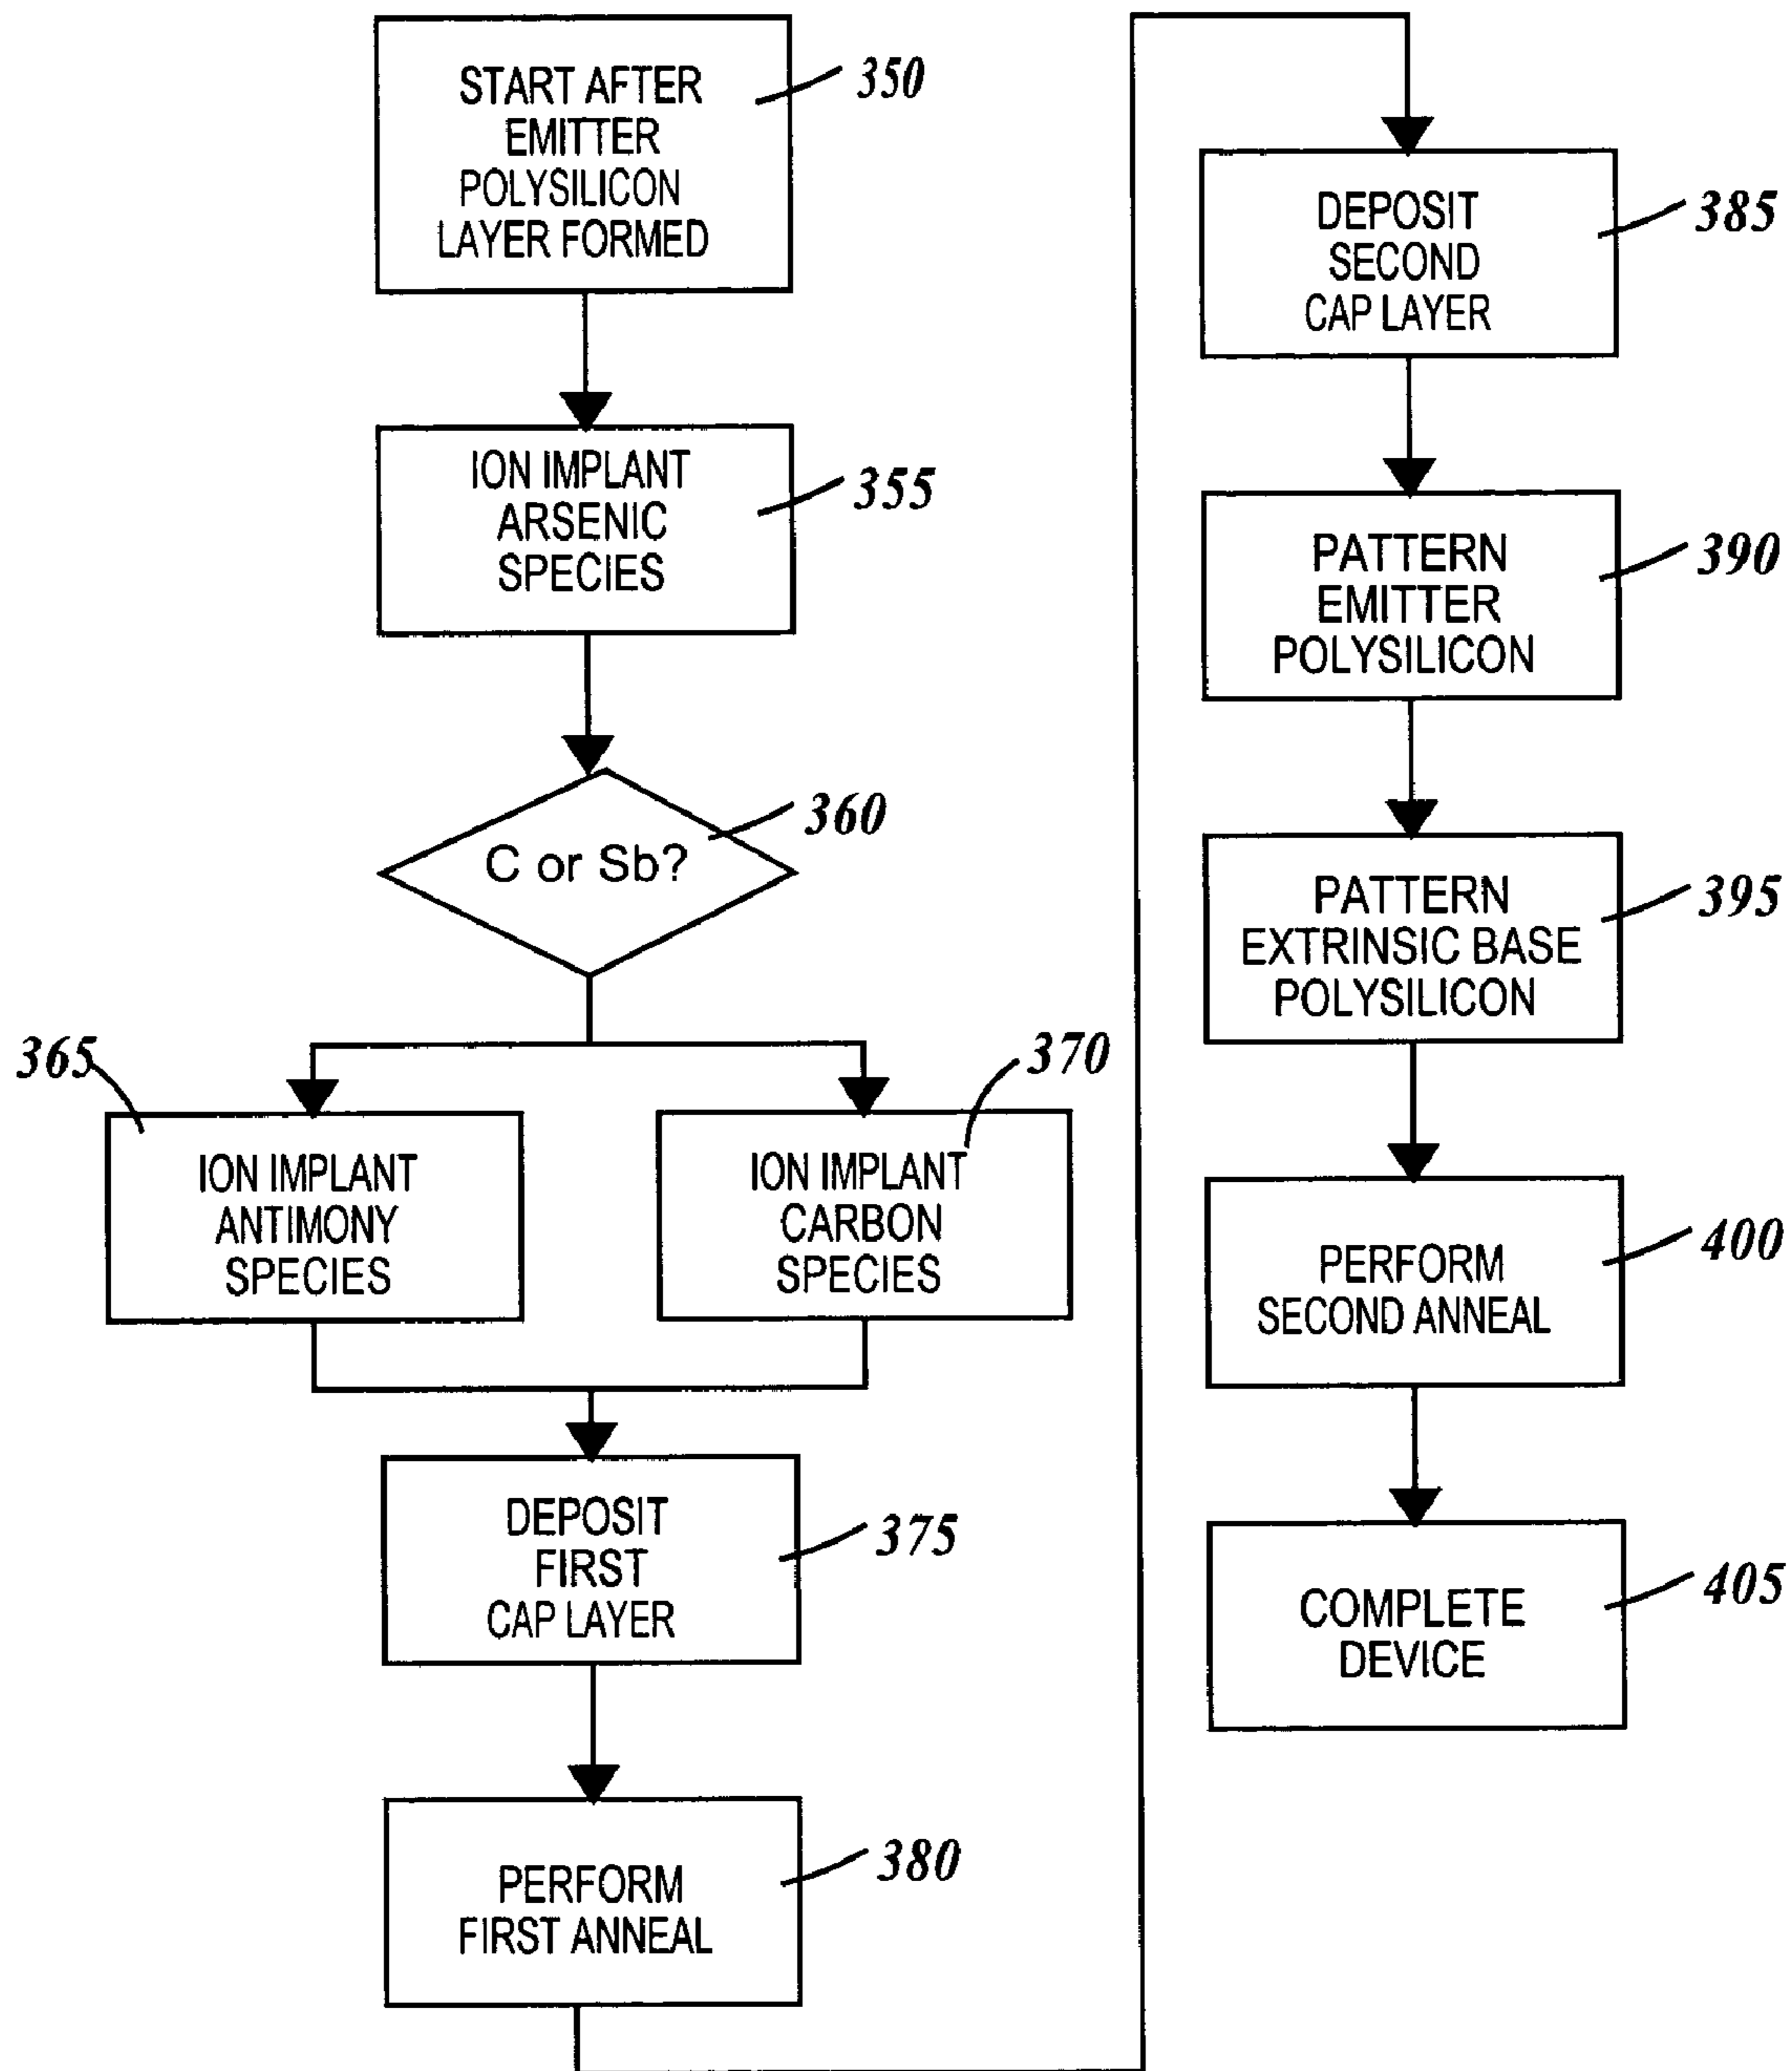 START AFTER
EMITTER
POLYSILICON
LAYER FORMED
350
ION IMPLANT
ARSENIC
SPECIES
355
C or Sb?
360
365
ION IMPLANT
ANTIMONY
SPECIES
370
ION IMPLANT
CARBON
SPECIES
DEPOSIT
FIRST
CAP LAYER
375
PERFORM
FIRST ANNEAL
380
DEPOSIT
SECOND
CAP LAYER
385
PATTERN
EMITTER
POLYSILICON
390
PATTERN
EXTRINSIC BASE
POLYSILICON
395
PERFORM
SECOND ANNEAL
400
COMPLETE
DEVICE
405